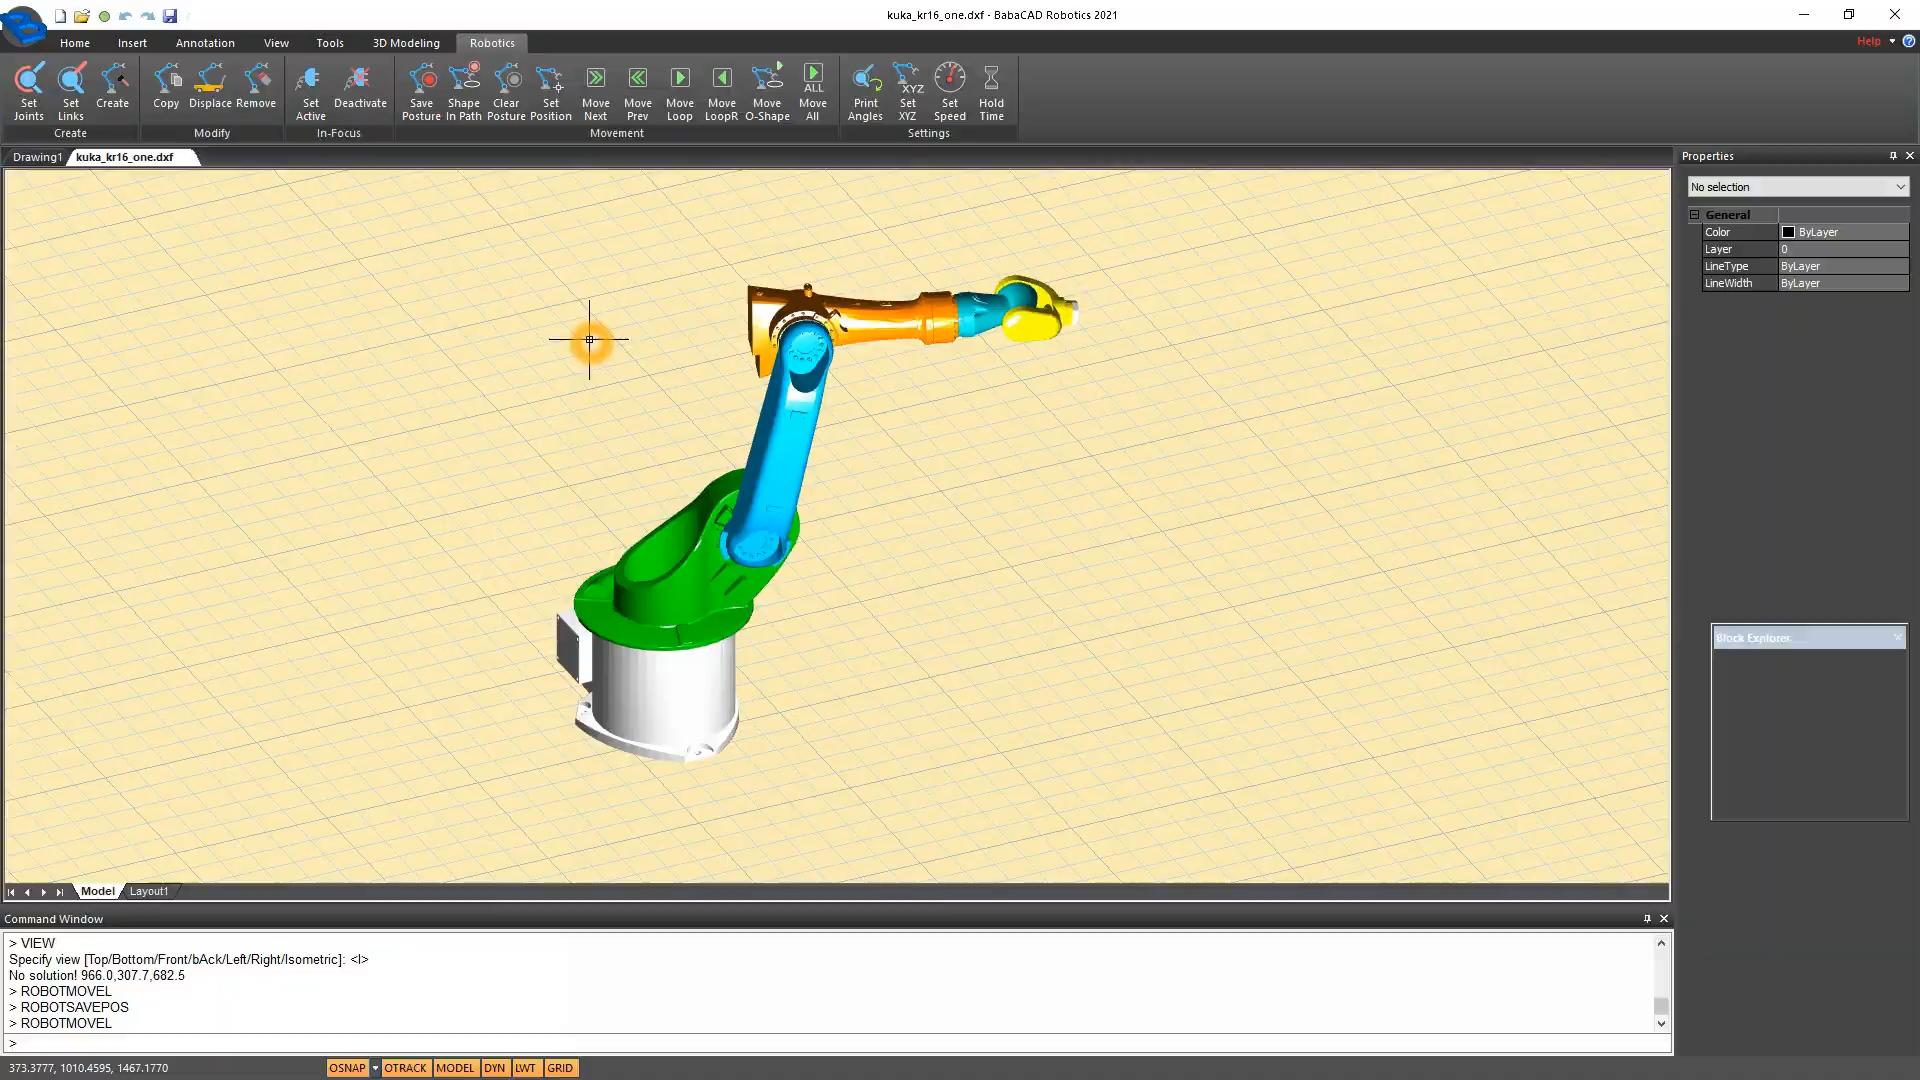 kuka_kr16_one.dxf - BabaCAD Robotics 2021
Home Insert Annotation View Tools 3D Modeling Robotics Help
Set Joints Set Links Create Copy Displace Remove Set Active Deactivate Save Posture Shape In Path Clear Posture Set Position Move Next Move Prev Move Loop Move LoopR Move O-Shape ALL Move All Print Angles XYZ Set XYZ Set Speed Hold Time
Create Modify In-Focus Movement Settings
Drawing1 kuka_kr16_one.dxf
Properties
No selection
General
Color ByLayer
Layer 0
LineType ByLayer
LineWidth ByLayer
Block Explorer
Model Layout1
Command Window
> VIEW
Specify view [Top/Bottom/Front/bAck/Left/Right/Isometric]: <I>
No solution! 966.0,307.7,682.5
> ROBOTMOVEL
> ROBOTSAVEPOS
> ROBOTMOVEL
>
373.3777, 1010.4595, 1467.1770 OSNAP OTRACK MODEL DYN LWT GRID